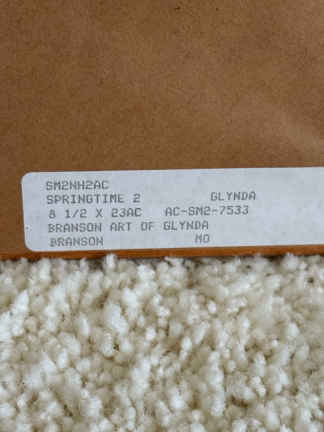 SM2NH2AC
SPRINGTIME 2 GLYNDA
8 1/2 X 23AC AC-SM2-7533
BRANSON ART OF GLYNDA
BRANSON MO